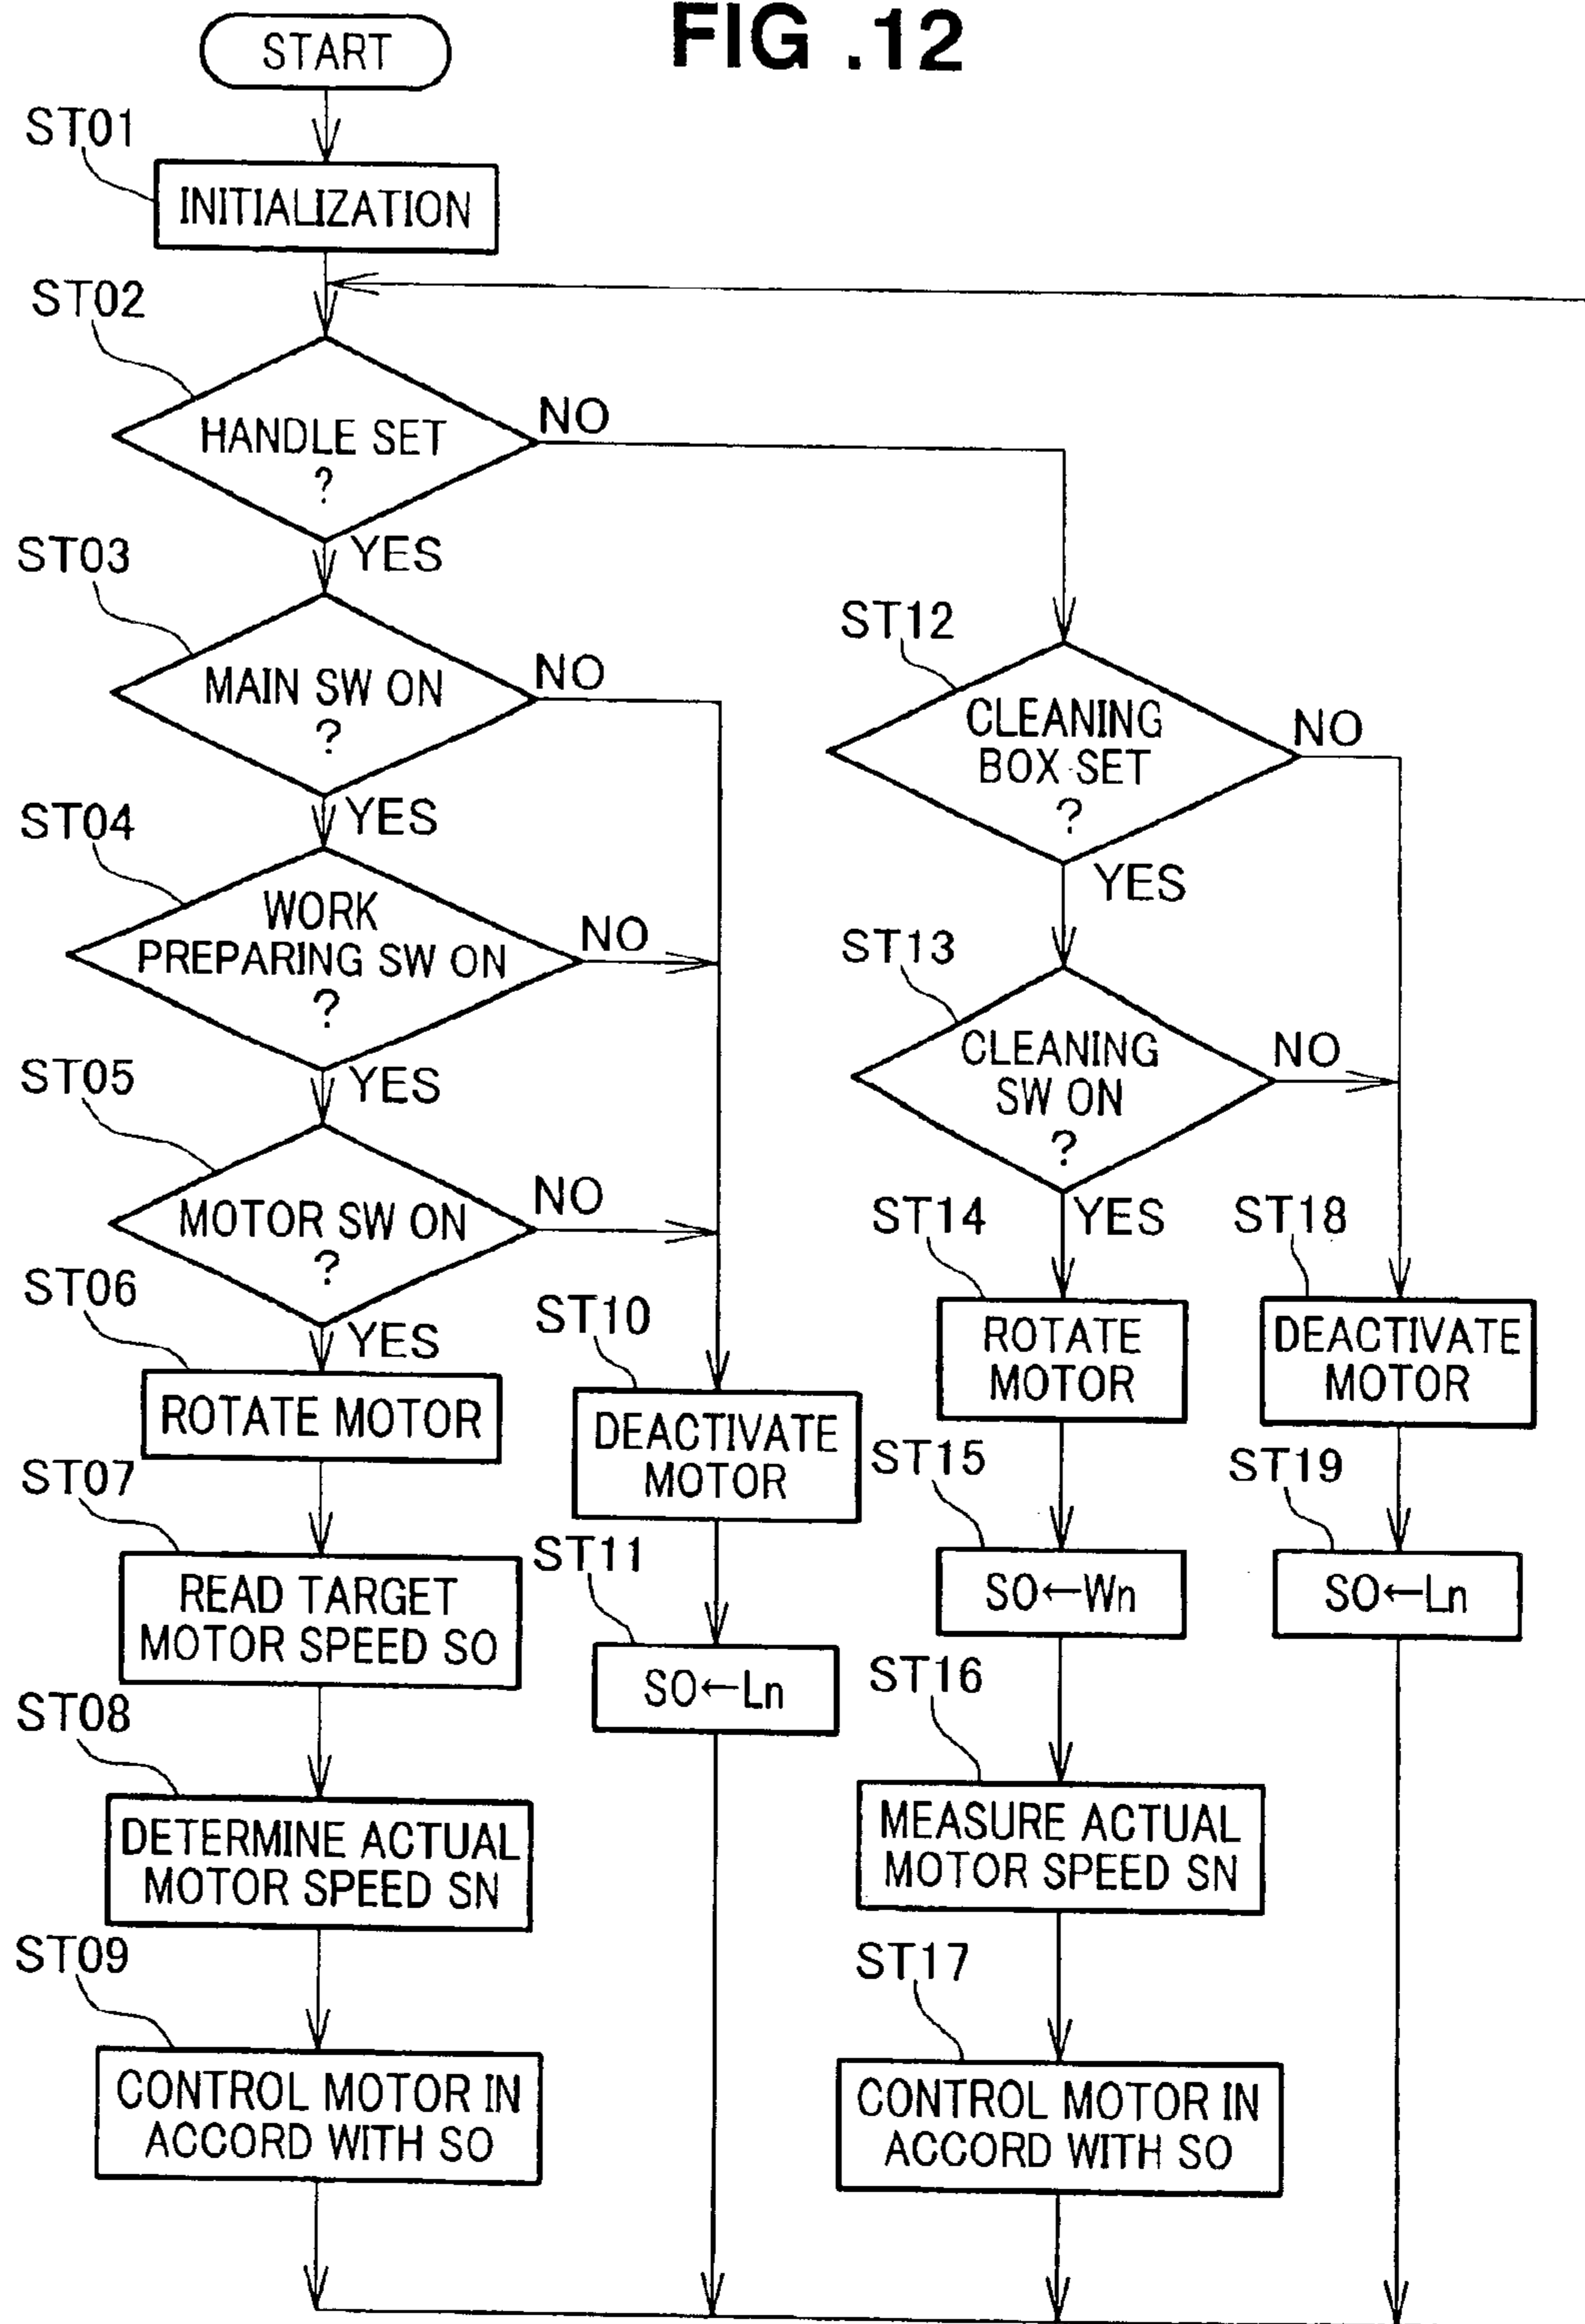 FIG .12
START
ST01
INITIALIZATION
ST02
HANDLE SET
?
NO
YES
ST03
MAIN SW ON
?
NO
YES
ST04
WORK
PREPARING SW ON
?
NO
YES
ST05
MOTOR SW ON
?
NO
YES
ST06
ROTATE MOTOR
ST07
READ TARGET
MOTOR SPEED SO
ST08
DETERMINE ACTUAL
MOTOR SPEED SN
ST09
CONTROL MOTOR IN
ACCORD WITH SO
ST10
DEACTIVATE
MOTOR
ST11
SO←Ln
ST12
CLEANING
BOX SET
?
NO
YES
ST13
CLEANING
SW ON
?
NO
YES
ST14
ROTATE
MOTOR
ST15
SO←Wn
ST16
MEASURE ACTUAL
MOTOR SPEED SN
ST17
CONTROL MOTOR IN
ACCORD WITH SO
ST18
DEACTIVATE
MOTOR
ST19
SO←Ln